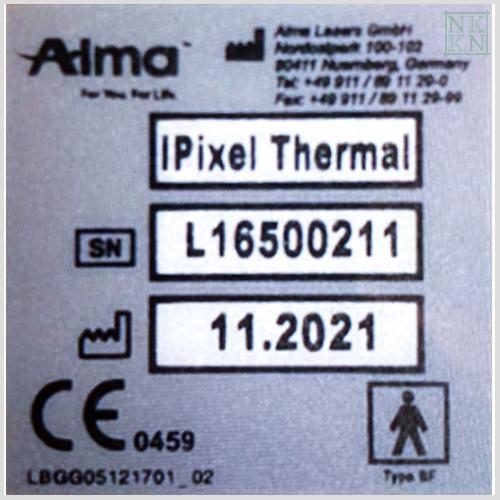 Alma
For You. For Life.
Alma Lasers GmbH
Nordostpark 100-102
90411 Nuernberg, Germany
Tel: +49 911 / 89 11 29-0
Fax: +49 911 / 89 11 29-99
NK
KN
IPixel Thermal
SN
L16500211
11.2021
CE 0459
LBGG05121701_02
Type BF